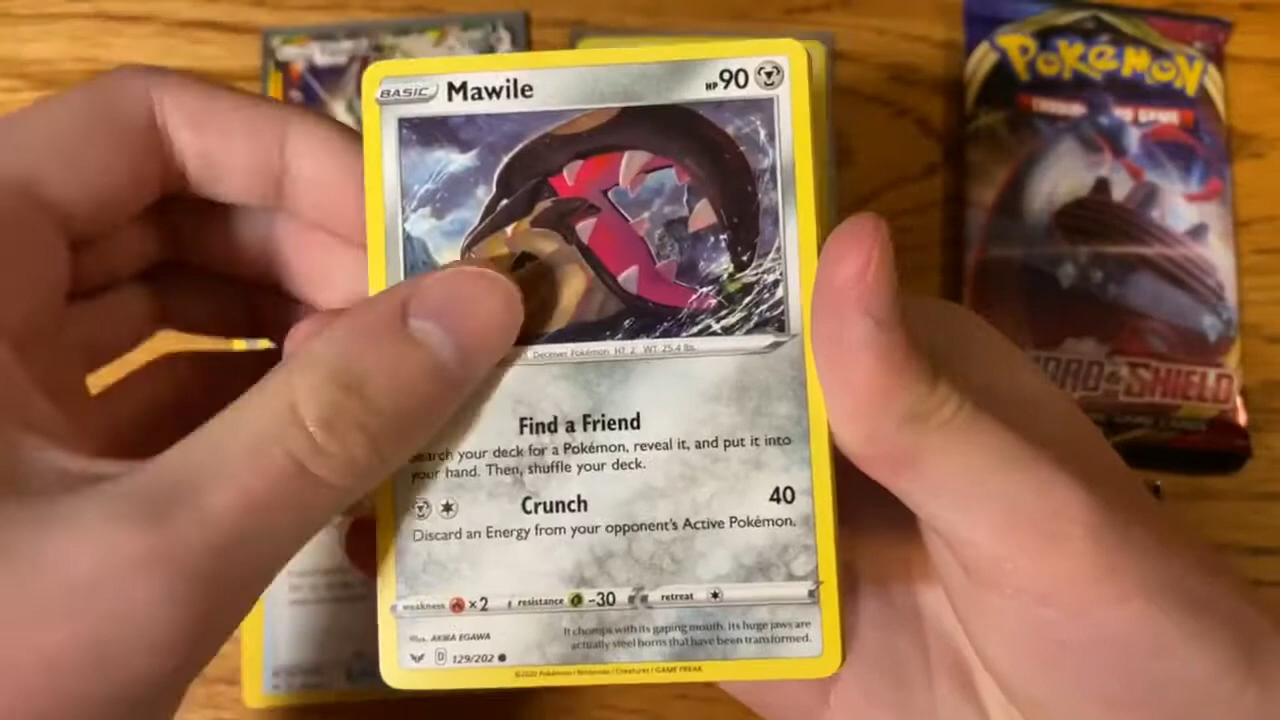 BASIC Mawile HP 90
Deceiver Pokémon HT: 2' WT: 25.4 lbs.
Find a Friend
your deck for a Pokémon, reveal it, and put it into
your hand. Then, shuffle your deck.
Crunch 40
Discard an Energy from your opponent's Active Pokémon.
weakness ×2 resistance -30 retreat
It chomps with its gaping mouth. Its huge jaws are
actually steel horns that have been transformed.
Illus. AKIRA EGAWA
D 129/202
©2020 Pokémon / Nintendo / Creatures / GAME FREAK
POKÉMON
SHIELD